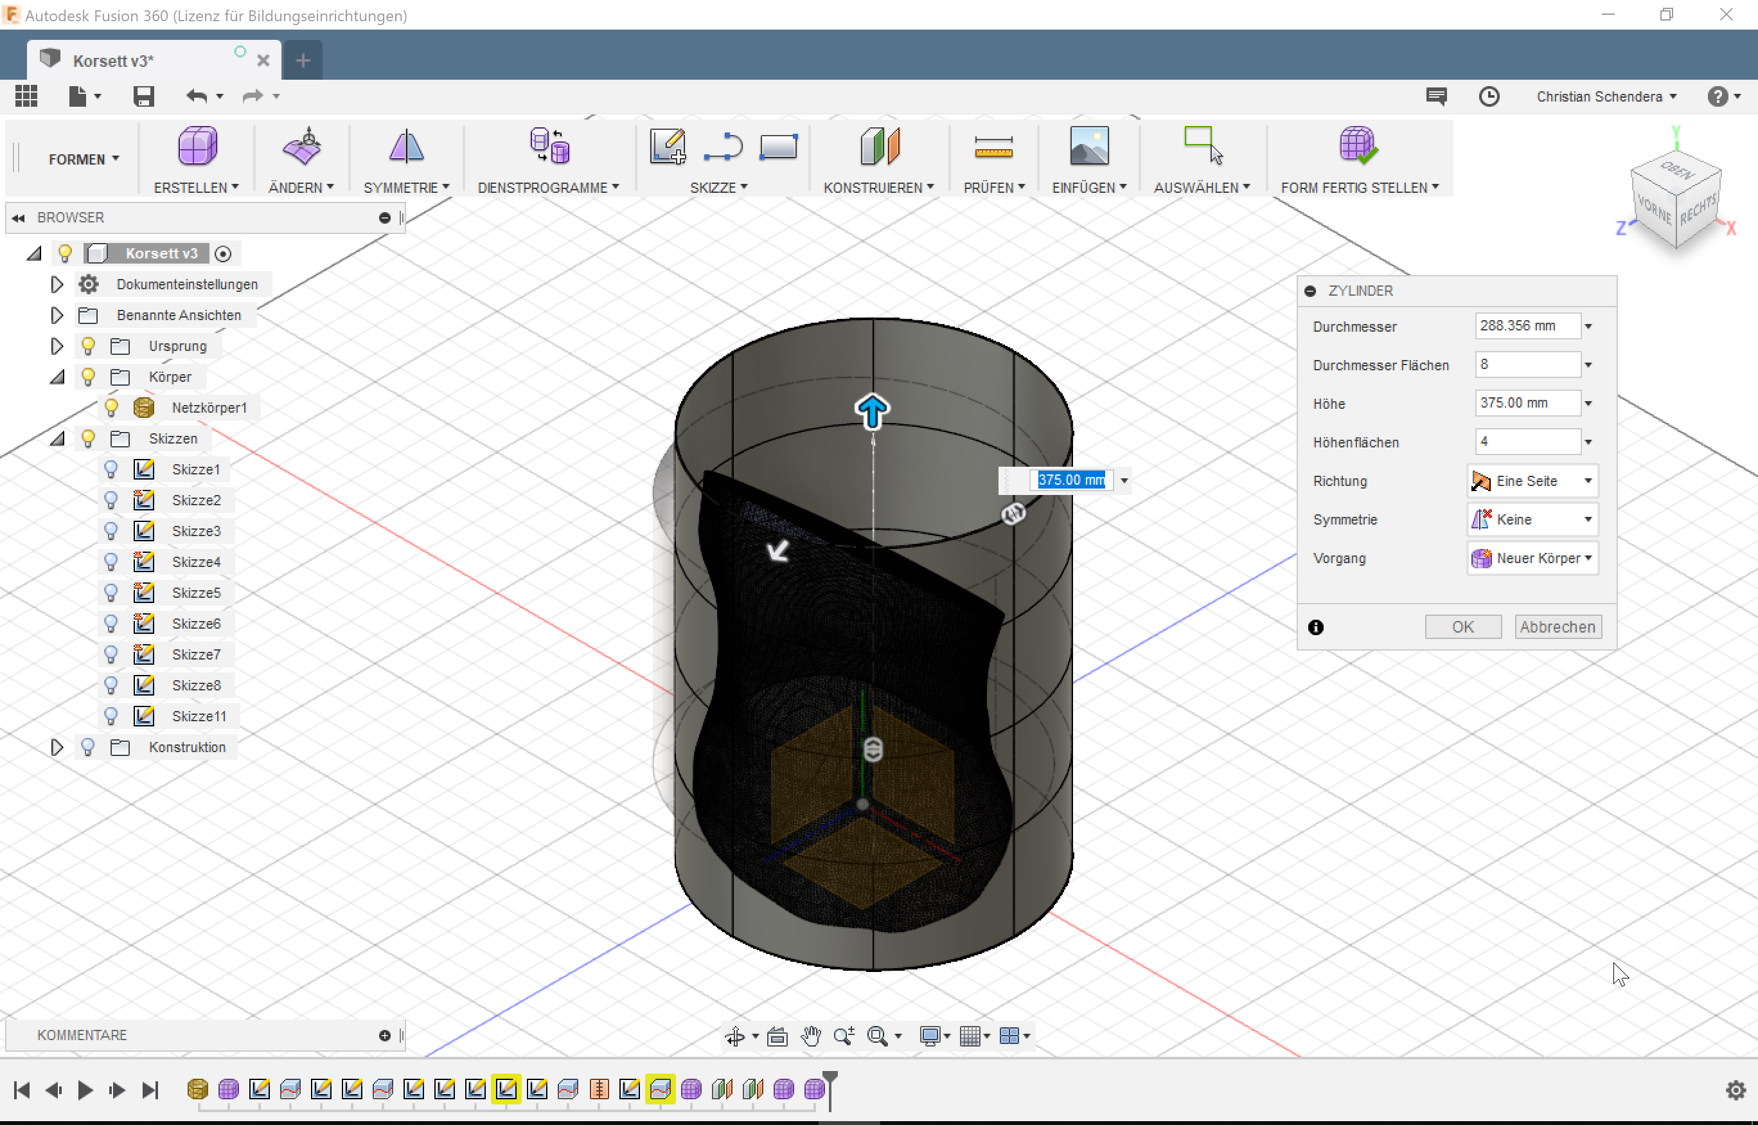 Autodesk Fusion 360 (Lizenz für Bildungseinrichtungen)
Korsett v3*
Christian Schendera
FORMEN
ERSTELLEN
ÄNDERN
SYMMETRIE
DIENSTPROGRAMME
SKIZZE
KONSTRUIEREN
PRÜFEN
EINFÜGEN
AUSWÄHLEN
FORM FERTIG STELLEN
Y
OBEN
VORNE
RECHTS
Z
X
BROWSER
Korsett v3
Dokumenteinstellungen
Benannte Ansichten
Ursprung
Körper
Netzkörper1
Skizzen
Skizze1
Skizze2
Skizze3
Skizze4
Skizze5
Skizze6
Skizze7
Skizze8
Skizze11
Konstruktion
375.00 mm
ZYLINDER
Durchmesser 288.356 mm
Durchmesser Flächen 8
Höhe 375.00 mm
Höhenflächen 4
Richtung Eine Seite
Symmetrie Keine
Vorgang Neuer Körper
OK Abbrechen
KOMMENTARE